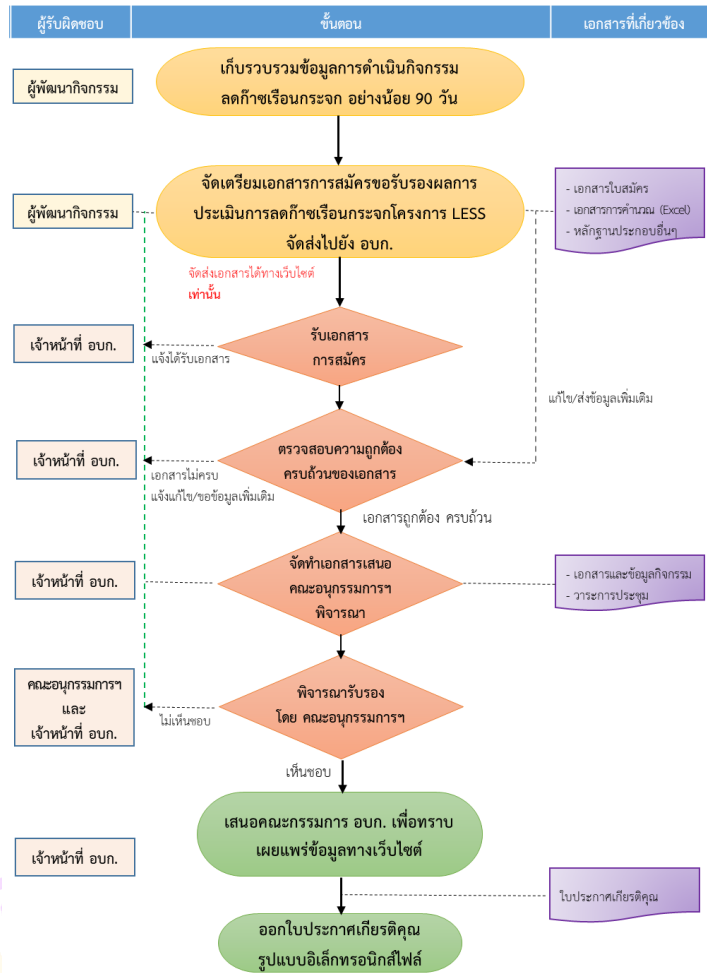 ผู้รับผิดชอบ
ขั้นตอน
เอกสารที่เกี่ยวข้อง
ผู้พัฒนากิจกรรม
เก็บรวบรวมข้อมูลการดำเนินกิจกรรม
ลดก๊าซเรือนกระจก อย่างน้อย 90 วัน
ผู้พัฒนากิจกรรม
จัดเตรียมเอกสารการสมัครขอรับรองผลการ
ประเมินการลดก๊าซเรือนกระจกโครงการ LESS
จัดส่งไปยัง อบก.
- เอกสารใบสมัคร
- เอกสารการคำนวณ (Excel)
- หลักฐานประกอบอื่นๆ
จัดส่งเอกสารได้ทางเว็บไซต์
เท่านั้น
เจ้าหน้าที่ อบก.
รับเอกสาร
การสมัคร
แจ้งได้รับเอกสาร
แก้ไข/ส่งข้อมูลเพิ่มเติม
เจ้าหน้าที่ อบก.
ตรวจสอบความถูกต้อง
ครบถ้วนของเอกสาร
เอกสารไม่ครบ
แจ้งแก้ไข/ขอข้อมูลเพิ่มเติม
เอกสารถูกต้อง ครบถ้วน
เจ้าหน้าที่ อบก.
จัดทำเอกสารเสนอ
คณะอนุกรรมการฯ
พิจารณา
- เอกสารและข้อมูลกิจกรรม
- วาระการประชุม
คณะอนุกรรมการฯ
และ
เจ้าหน้าที่ อบก.
พิจารณารับรอง
โดย คณะอนุกรรมการฯ
ไม่เห็นชอบ
เห็นชอบ
เจ้าหน้าที่ อบก.
เสนอคณะกรรมการ อบก. เพื่อทราบ
เผยแพร่ข้อมูลทางเว็บไซต์
ใบประกาศเกียรติคุณ
ออกใบประกาศเกียรติคุณ
รูปแบบอิเล็กทรอนิกส์ไฟล์